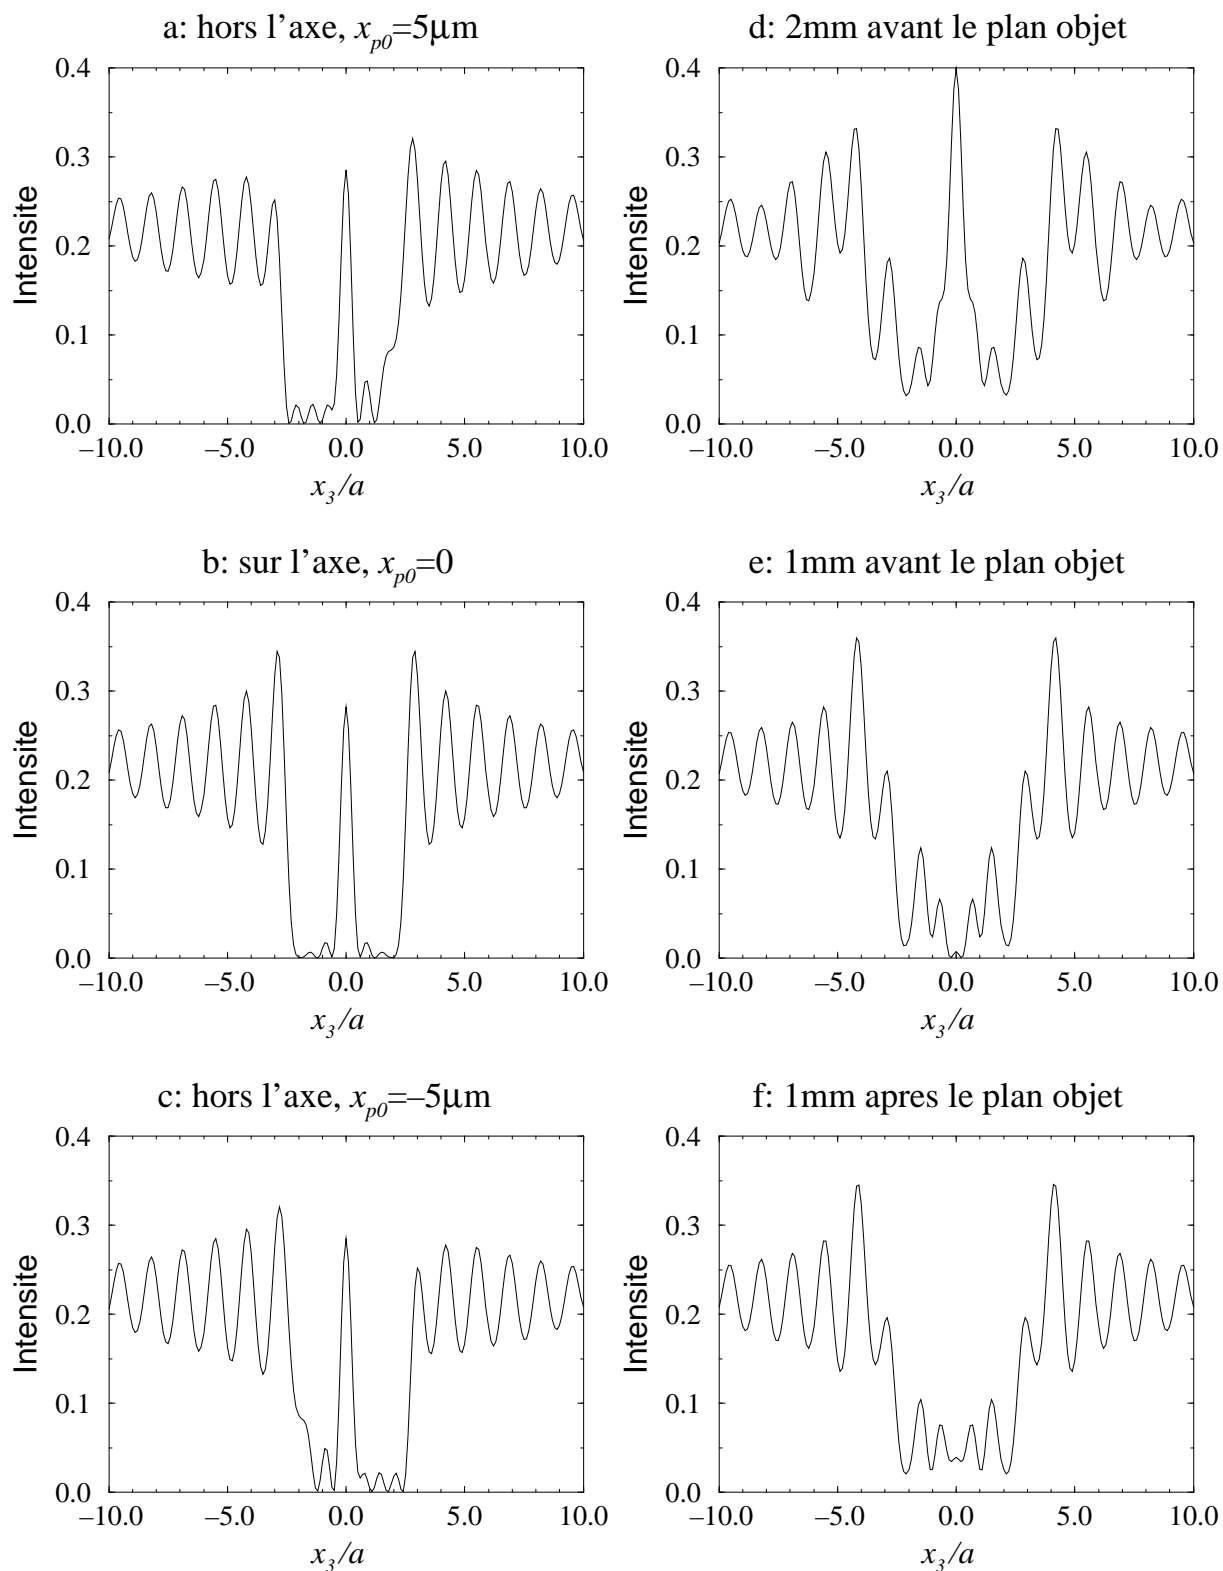 a: hors l’axe, x_p0=5μm
0.4
0.3
0.2
0.1
0.0
Intensite
–10.0 –5.0 0.0 5.0 10.0
x_3/a
d: 2mm avant le plan objet
0.4
0.3
0.2
0.1
0.0
Intensite
–10.0 –5.0 0.0 5.0 10.0
x_3/a
b: sur l’axe, x_p0=0
0.4
0.3
0.2
0.1
0.0
Intensite
–10.0 –5.0 0.0 5.0 10.0
x_3/a
e: 1mm avant le plan objet
0.4
0.3
0.2
0.1
0.0
Intensite
–10.0 –5.0 0.0 5.0 10.0
x_3/a
c: hors l’axe, x_p0=–5μm
0.4
0.3
0.2
0.1
0.0
Intensite
–10.0 –5.0 0.0 5.0 10.0
x_3/a
f: 1mm apres le plan objet
0.4
0.3
0.2
0.1
0.0
Intensite
–10.0 –5.0 0.0 5.0 10.0
x_3/a